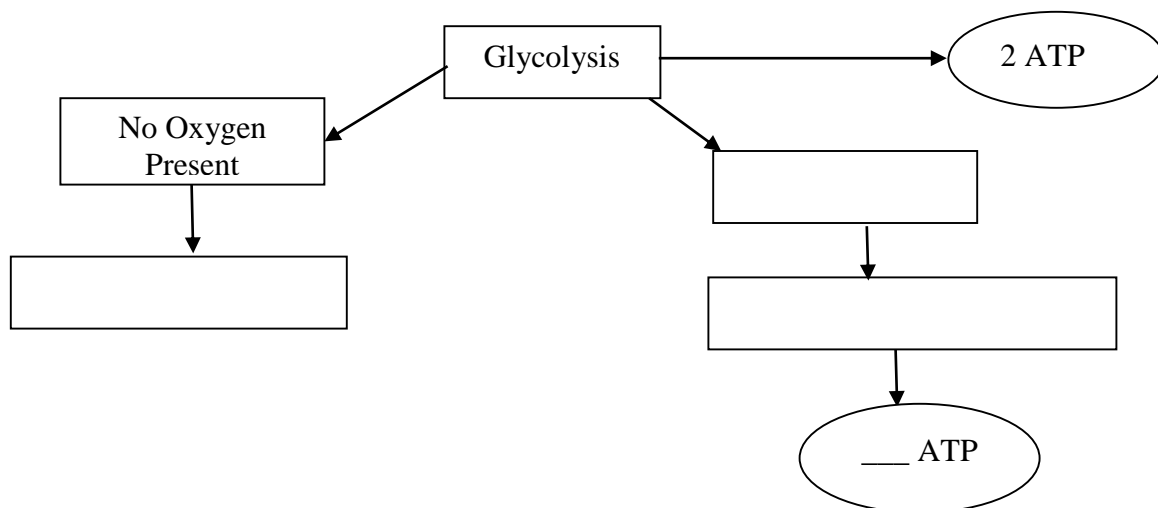 Glycolysis
2 ATP
No Oxygen
Present
___ ATP